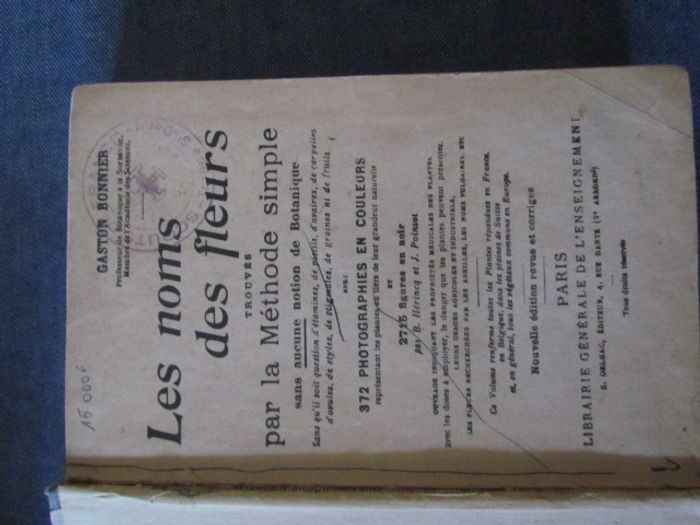 GASTON BONNIER
Professeur de Botanique à la Sorbonne,
Membre de l'Académie des Sciences,
Les noms
des fleurs
TROUVÉS
par la Méthode simple
sans aucune notion de Botanique
Sans qu'il soit question d'étamines, de pistils, d'ovaires, de carpelles
d'ovules, de styles, de stigmates, de graines ni de fruits
AVEC
372 PHOTOGRAPHIES EN COULEURS
représentant les plantes au tiers de leur grandeur naturelle
ET
2715 figures en noir
par B. Hérincq et J. Poinsot
OUVRAGE INDIQUANT LES PROPRIÉTÉS MÉDICALES DES PLANTES
avec les doses à employer, le danger que les plantes peuvent présenter,
LEURS USAGES AGRICOLES ET INDUSTRIELS,
LES FLEURS RECHERCHÉES PAR LES ABEILLES, LES NOMS VULGAIRES, ETC
Ce Volume renferme toutes les Plantes répandues en France,
en Belgique, dans les plaines de Suisse
et, en général, tous les végétaux communs en Europe.
Nouvelle édition revue et corrigée
PARIS
LIBRAIRIE GÉNÉRALE DE L'ENSEIGNEMENT
E. ORLHAC, ÉDITEUR, 4, RUE DANTE (Vᵉ ARRONDᵗ)
Tous droits réservés